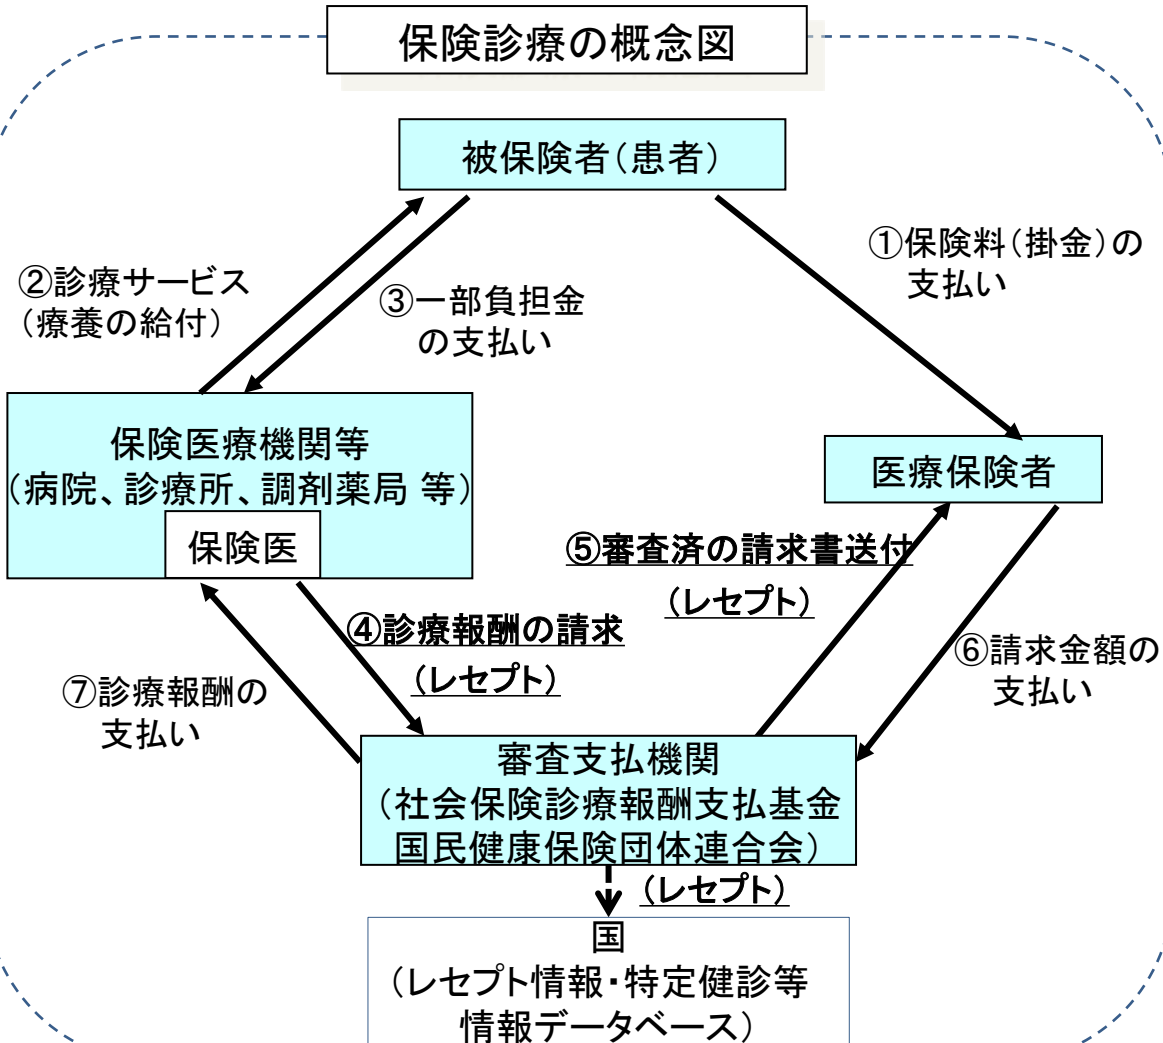 保険診療の概念図
被保険者（患者）
①保険料（掛金）の
支払い
②診療サービス
（療養の給付）
③一部負担金
の支払い
保険医療機関等
（病院、診療所、調剤薬局 等）
保険医
医療保険者
⑤審査済の請求書送付
（レセプト）
④診療報酬の請求
（レセプト）
⑥請求金額の
支払い
⑦診療報酬の
支払い
審査支払機関
（社会保険診療報酬支払基金
国民健康保険団体連合会）
（レセプト）
国
（レセプト情報・特定健診等
情報データベース）